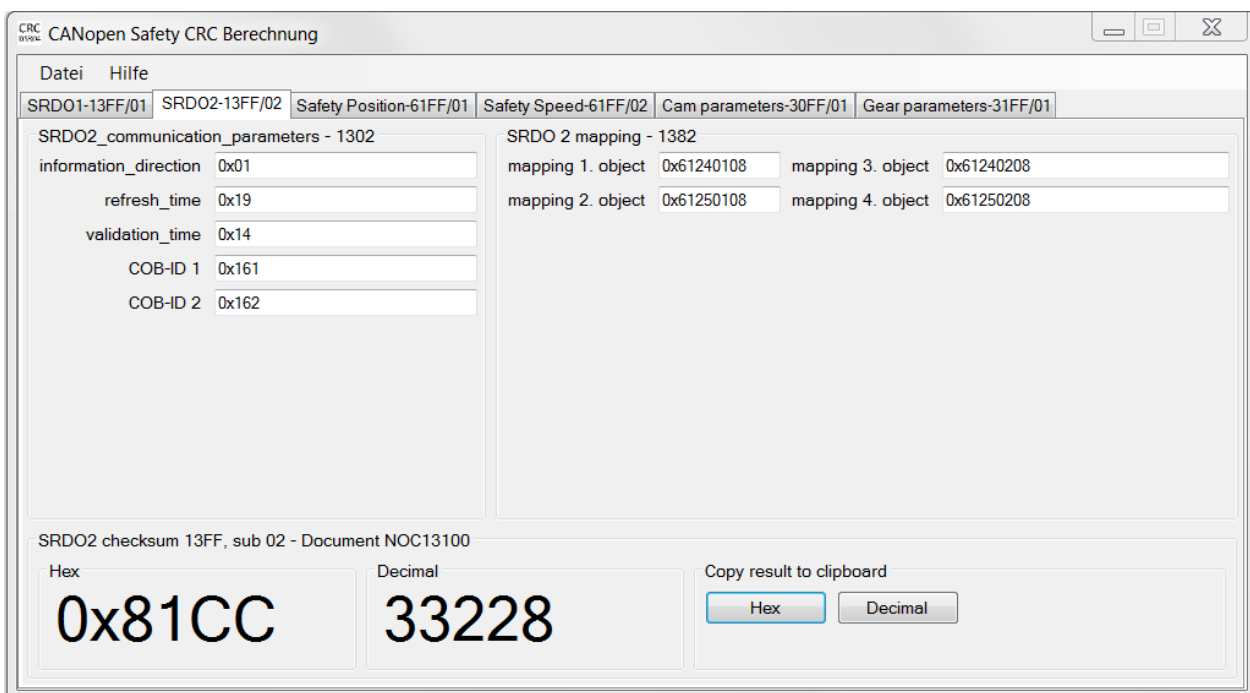 CRC CANopen Safety CRC Berechnung
Datei Hilfe
SRDO1-13FF/01 SRDO2-13FF/02 Safety Position-61FF/01 Safety Speed-61FF/02 Cam parameters-30FF/01 Gear parameters-31FF/01
SRDO2_communication_parameters - 1302
information_direction 0x01
refresh_time 0x19
validation_time 0x14
COB-ID 1 0x161
COB-ID 2 0x162
SRDO 2 mapping - 1382
mapping 1. object 0x61240108 mapping 3. object 0x61240208
mapping 2. object 0x61250108 mapping 4. object 0x61250208
SRDO2 checksum 13FF, sub 02 - Document NOC13100
Hex
0x81CC
Decimal
33228
Copy result to clipboard
Hex Decimal